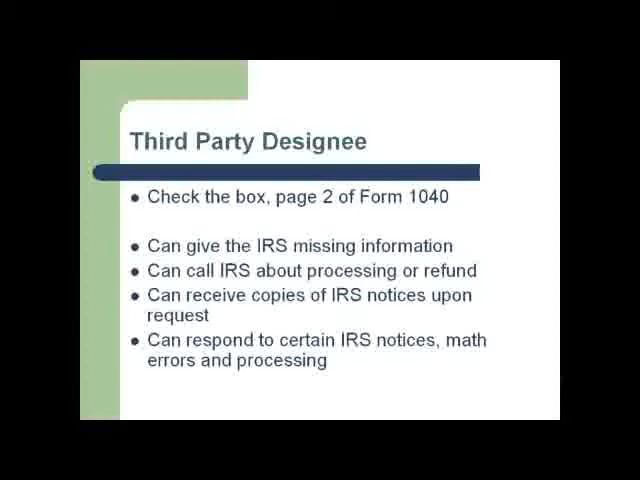 Third Party Designee
Check the box, page 2 of Form 1040
Can give the IRS missing information
Can call IRS about processing or refund
Can receive copies of IRS notices upon
request
Can respond to certain IRS notices, math
errors and processing